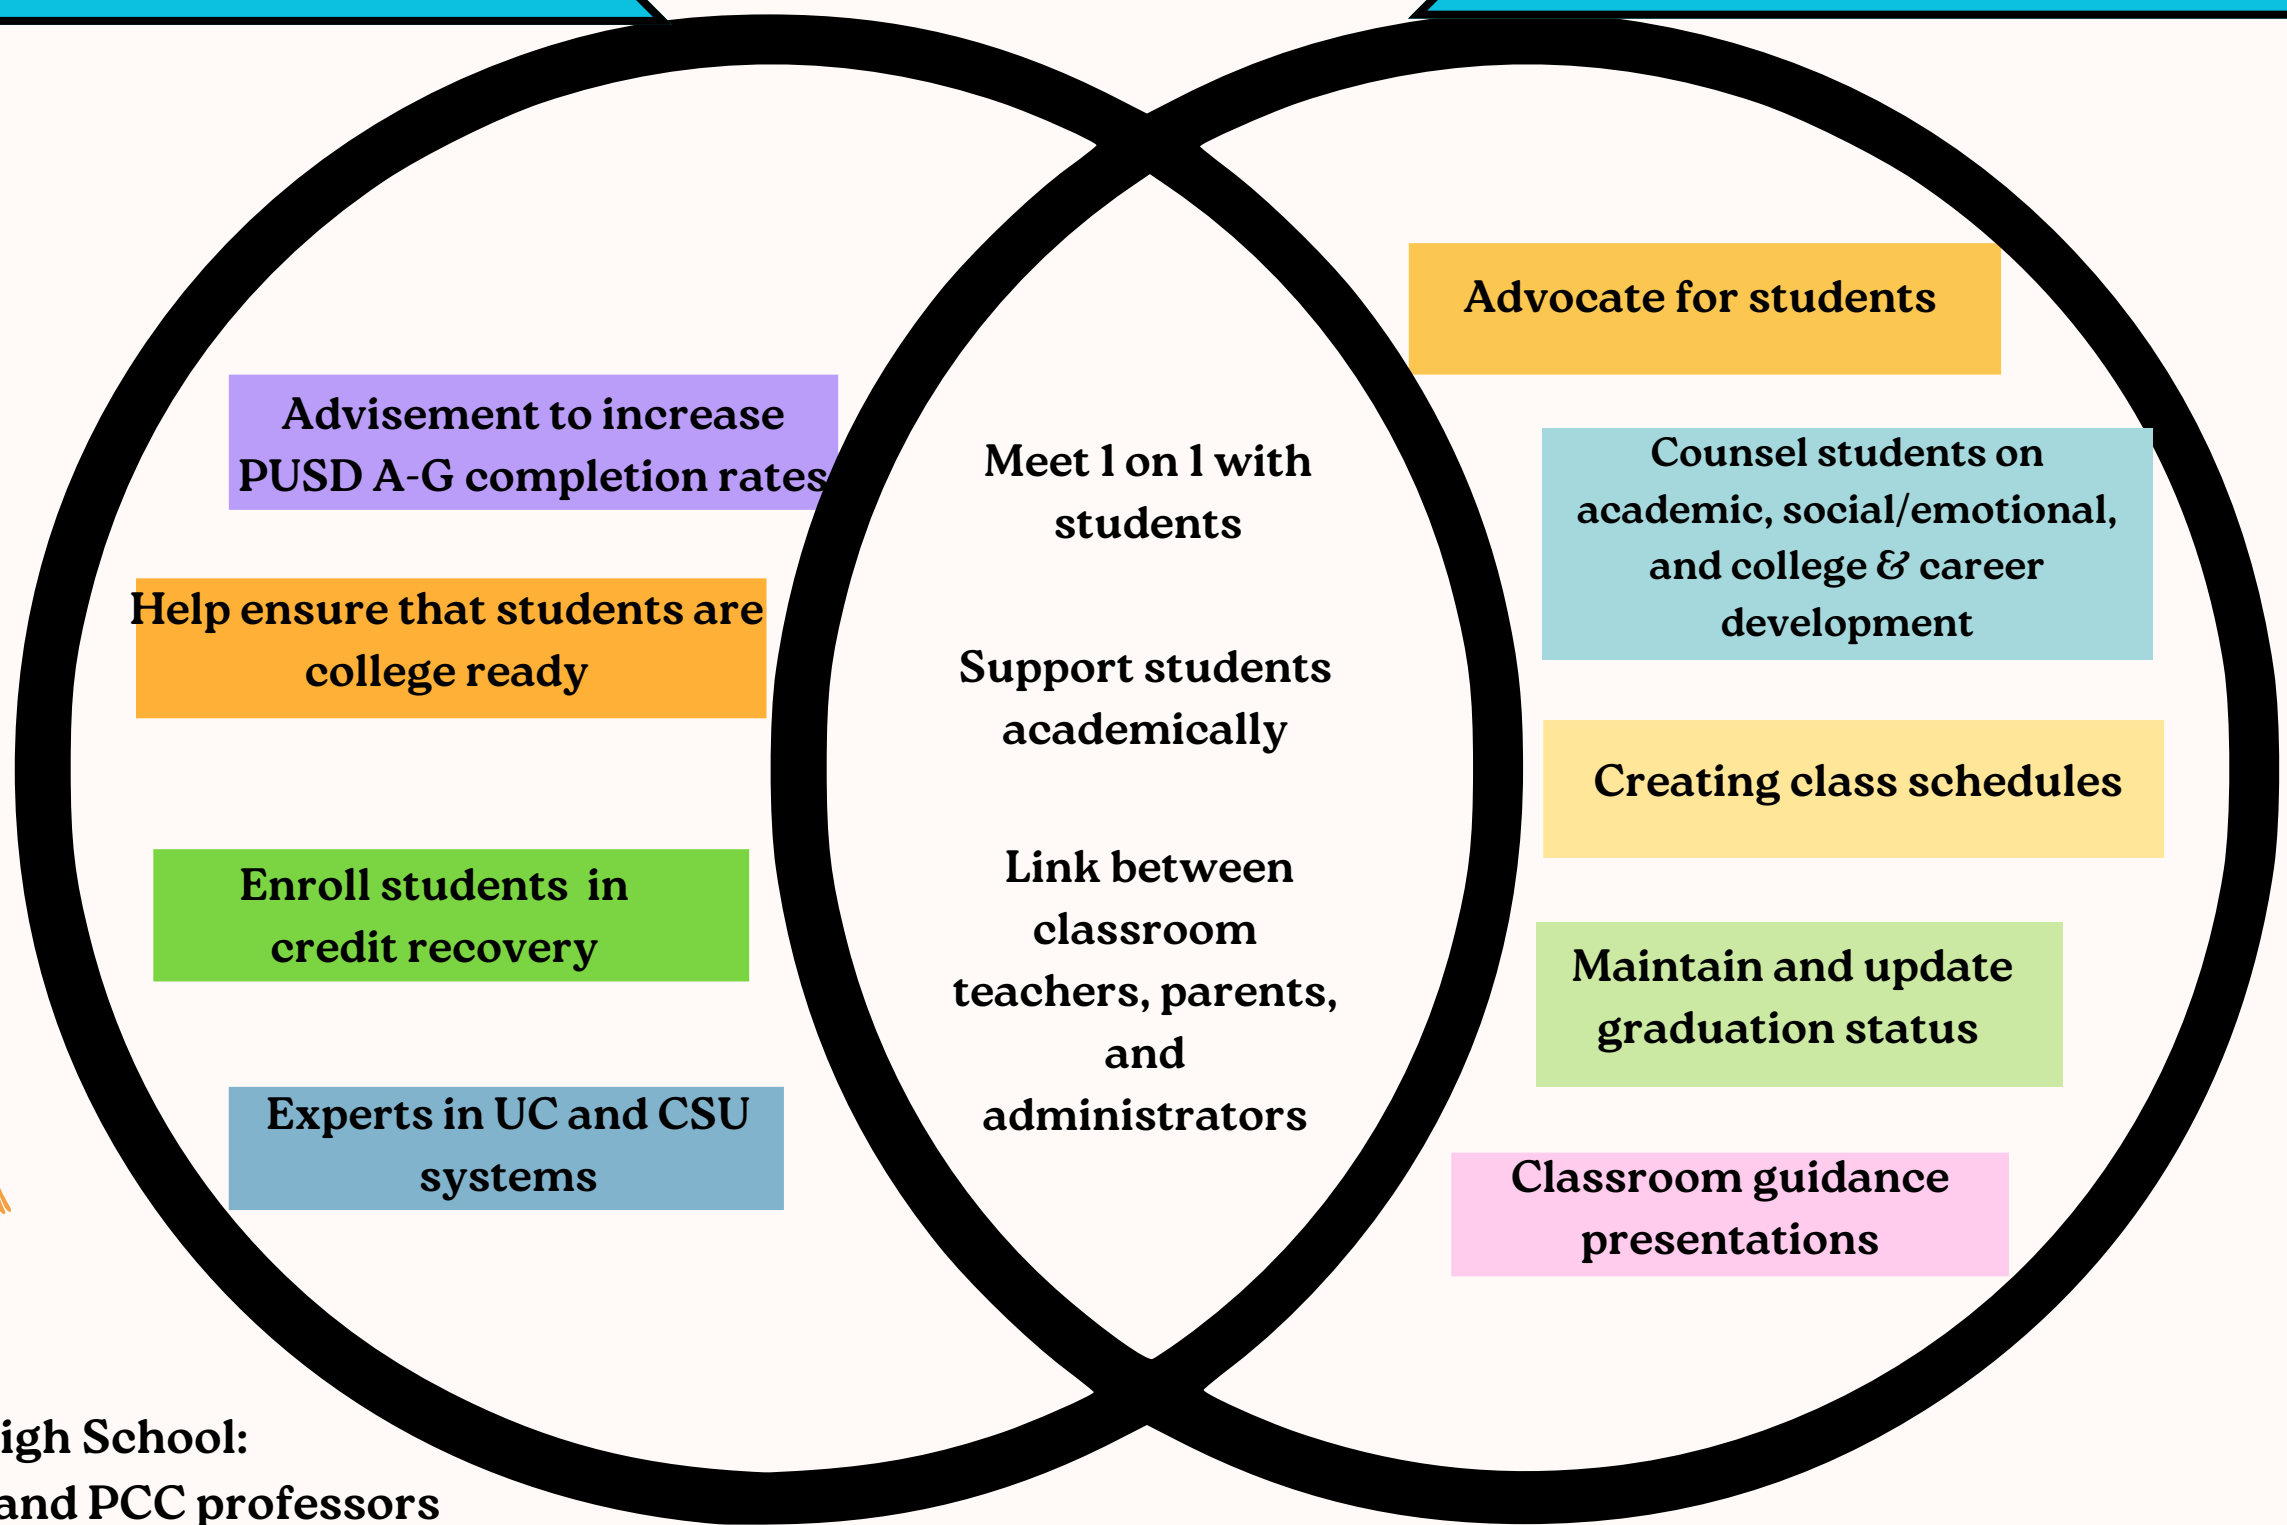 Advisement to increase
PUSD A-G completion rates
Help ensure that students are
college ready
Enroll students in
credit recovery
Experts in UC and CSU
systems
Meet 1 on 1 with
students
Support students
academically
Link between
classroom
teachers, parents,
and
administrators
Advocate for students
Counsel students on
academic, social/emotional,
and college & career
development
Creating class schedules
Maintain and update
graduation status
Classroom guidance
presentations
igh School:
and PCC professors